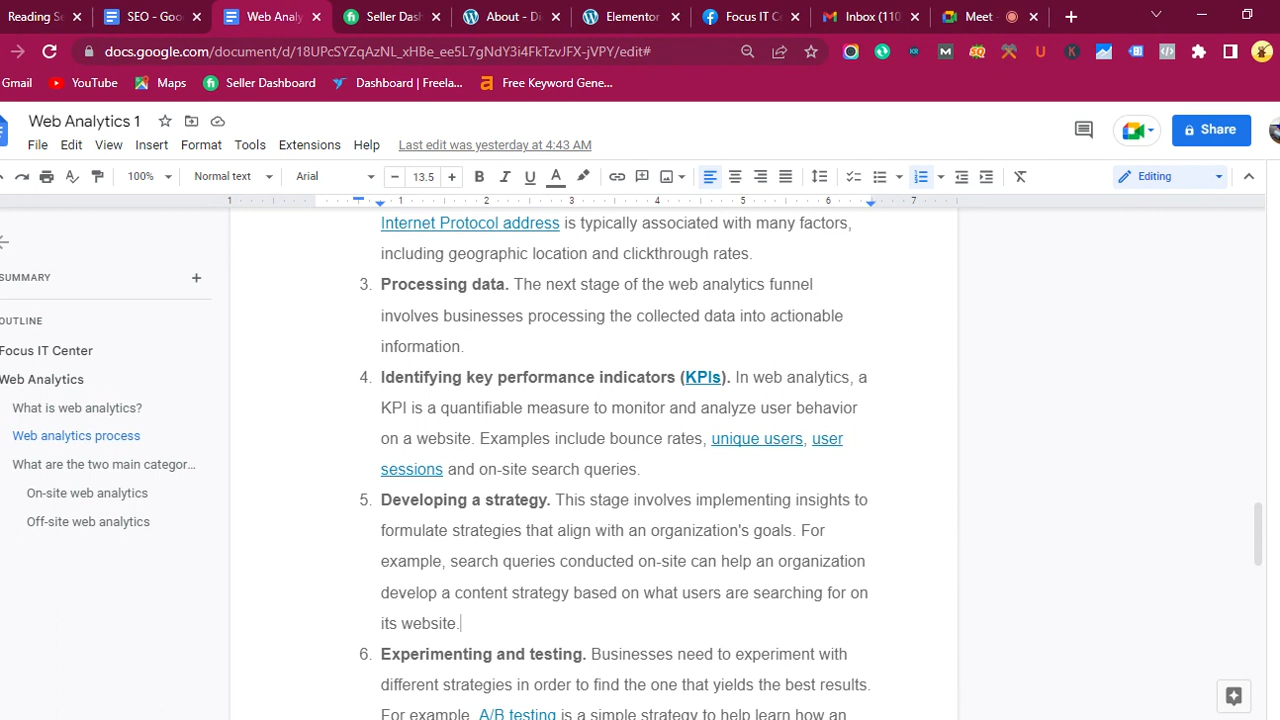 Reading Se
SEO - Goo
Web Analy
Seller Das
About - Di
Elementor
Focus IT C
Inbox (110
Meet -
docs.google.com/document/d/18UPcSYZqAzNL_xHBe_ee5L7gNdY3i4FkTzvJFX-jVPY/edit#
Gmail
YouTube
Maps
Seller Dashboard
Dashboard | Freela...
Free Keyword Gene...
Web Analytics 1
File Edit View Insert Format Tools Extensions Help Last edit was yesterday at 4:43 AM
Share
100% Normal text Arial 13.5 Editing
1 1 2 3 4 5 6 7
SUMMARY
OUTLINE
Focus IT Center
Web Analytics
What is web analytics?
Web analytics process
What are the two main categor...
On-site web analytics
Off-site web analytics
Internet Protocol address is typically associated with many factors,
including geographic location and clickthrough rates.
3. Processing data. The next stage of the web analytics funnel
involves businesses processing the collected data into actionable
information.
4. Identifying key performance indicators (KPIs). In web analytics, a
KPI is a quantifiable measure to monitor and analyze user behavior
on a website. Examples include bounce rates, unique users, user
sessions and on-site search queries.
5. Developing a strategy. This stage involves implementing insights to
formulate strategies that align with an organization's goals. For
example, search queries conducted on-site can help an organization
develop a content strategy based on what users are searching for on
its website.
6. Experimenting and testing. Businesses need to experiment with
different strategies in order to find the one that yields the best results.
For example, A/B testing is a simple strategy to help learn how an